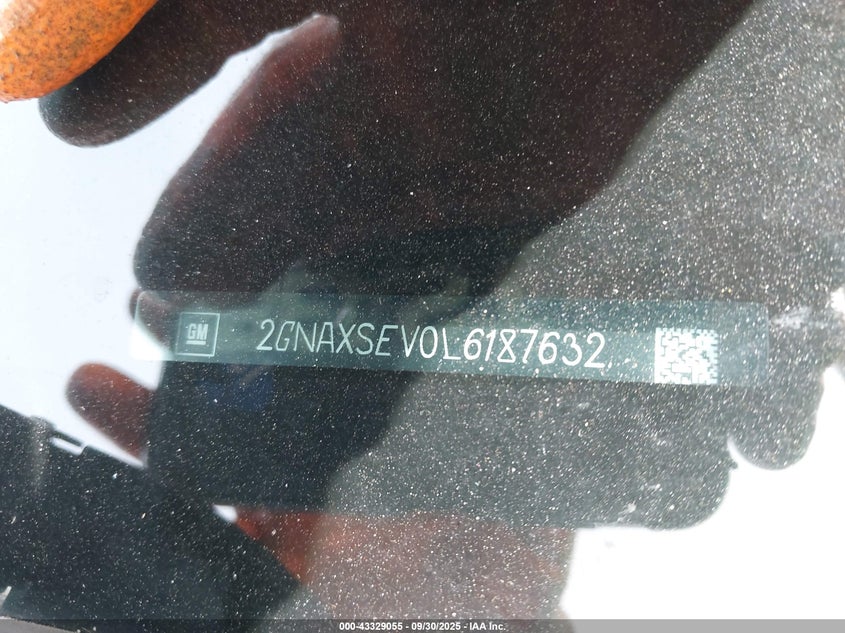 GM 2GNAXSEV0L6187632
000-43329055 - 09/30/2025 - IAA Inc.